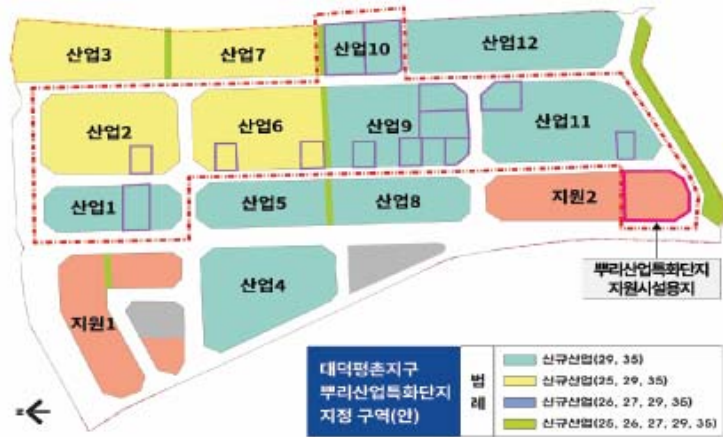 산업3
산업7
산업10
산업12
산업2
산업6
산업9
산업11
산업1
산업5
산업8
지원2
뿌리산업특화단지
지원시설용지
산업4
지원1
대덕평촌지구
뿌리산업특화단지
지정 구역(안)
범례
신규산업(29, 35)
신규산업(25, 29, 35)
신규산업(26, 27, 29, 35)
신규산업(25, 26, 27, 29, 35)
N